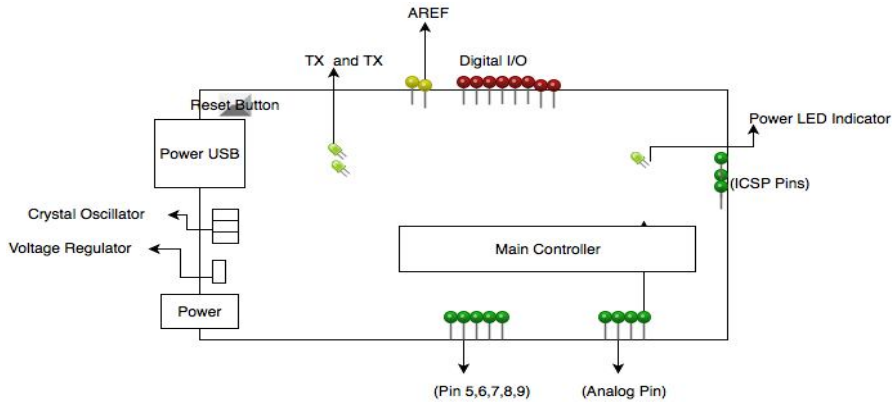 AREF
TX and TX
Digital I/O
Reset Button
Power LED Indicator
Power USB
(ICSP Pins)
Crystal Oscillator
Voltage Regulator
Main Controller
Power
(Pin 5,6,7,8,9)
(Analog Pin)